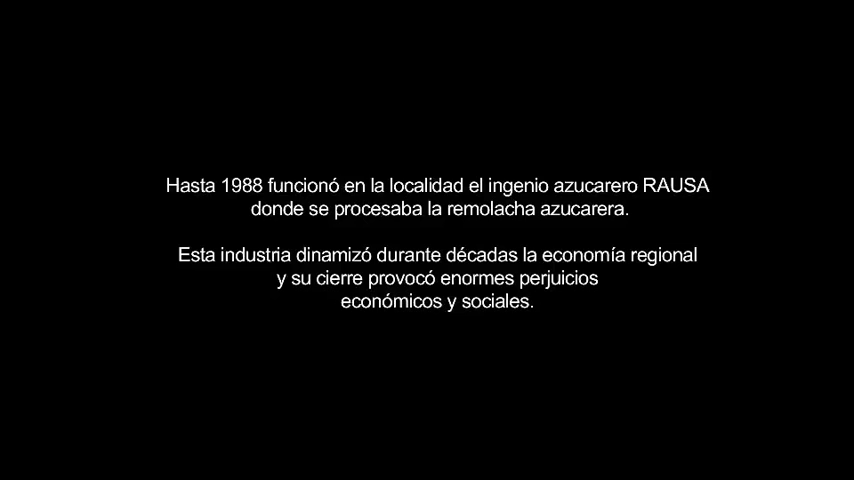 Hasta 1988 funcionó en la localidad el ingenio azucarero RAUSA
donde se procesaba la remolacha azucarera.
Esta industria dinamizó durante décadas la economía regional
y su cierre provocó enormes perjuicios
económicos y sociales.